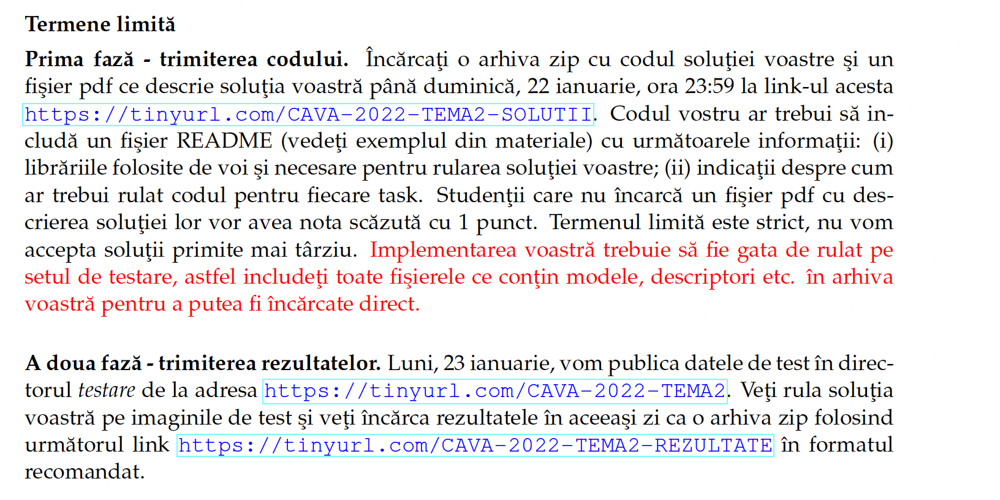 Termene limită
Prima fază - trimiterea codului. Încărcaţi o arhiva zip cu codul soluţiei voastre şi un
fişier pdf ce descrie soluţia voastră până duminică, 22 ianuarie, ora 23:59 la link-ul acesta
https://tinyurl.com/CAVA-2022-TEMA2-SOLUTII. Codul vostru ar trebui să in-
cludă un fişier README (vedeţi exemplul din materiale) cu următoarele informaţii: (i)
librăriile folosite de voi şi necesare pentru rularea soluţiei voastre; (ii) indicaţii despre cum
ar trebui rulat codul pentru fiecare task. Studenţii care nu încarcă un fişier pdf cu des-
crierea soluţiei lor vor avea nota scăzută cu 1 punct. Termenul limită este strict, nu vom
accepta soluţii primite mai târziu. Implementarea voastră trebuie să fie gata de rulat pe
setul de testare, astfel includeţi toate fişierele ce conţin modele, descriptori etc. în arhiva
voastră pentru a putea fi încărcate direct.
A doua fază - trimiterea rezultatelor. Luni, 23 ianuarie, vom publica datele de test în direc-
torul testare de la adresa https://tinyurl.com/CAVA-2022-TEMA2. Veţi rula soluţia
voastră pe imaginile de test şi veţi încărca rezultatele în aceeaşi zi ca o arhiva zip folosind
următorul link https://tinyurl.com/CAVA-2022-TEMA2-REZULTATE în formatul
recomandat.